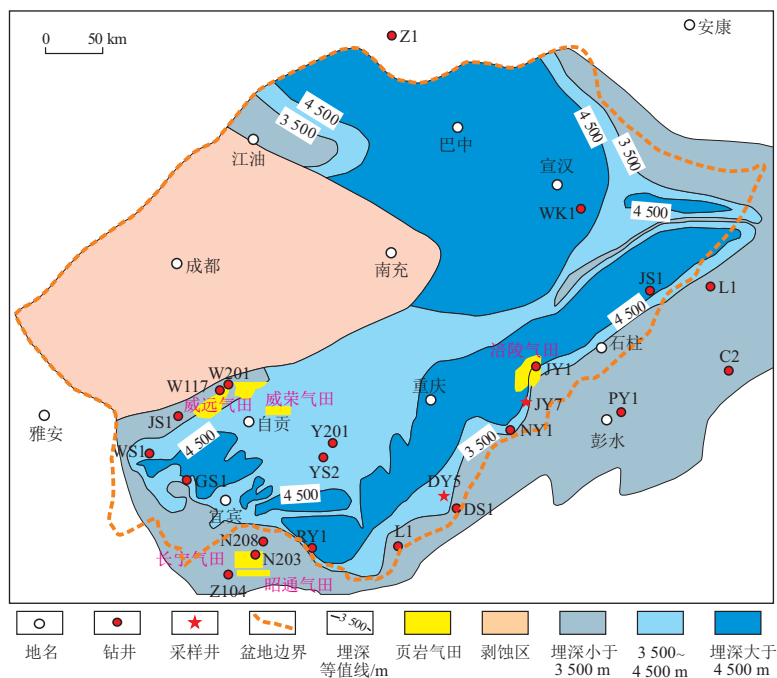 0 50 km
Z1
安康
4 500
3 500
江油
巴中
4 500
3 500
宣汉
WK1
4 500
成都
南充
JS1
L1
4 500
石柱
涪陵气田
JY1
C2
W201
W117
威远气田
威荣气田
重庆
JY7
PY1
JS1
自贡
雅安
彭水
3 500
NY1
4 500
Y201
WS1
YS2
GS1
4 500
DY5
宜宾
DS1
N208
RY1
L1
长宁气田
N203
昭通气田
Z104
3 500
地名
钻井
采样井
盆地边界
埋深
等值线/m
页岩气田
剥蚀区
埋深小于
3 500 m
3 500~
4 500 m
埋深大于
4 500 m